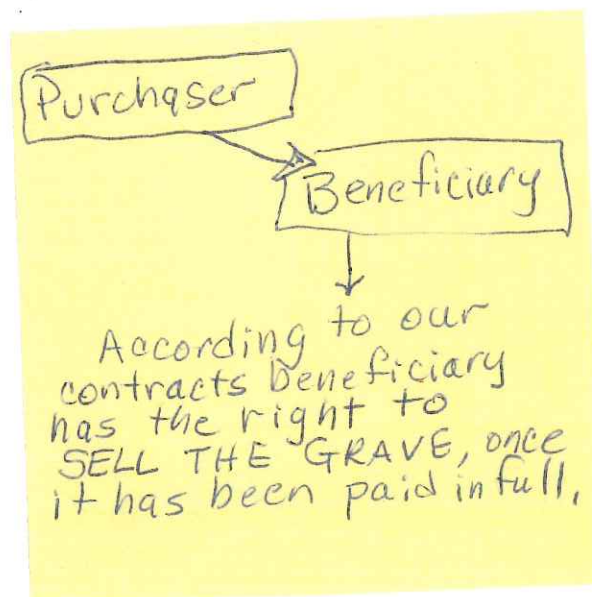 Purchaser
Beneficiary
According to our
contracts beneficiary
has the right to
SELL THE GRAVE, once
it has been paid in full.